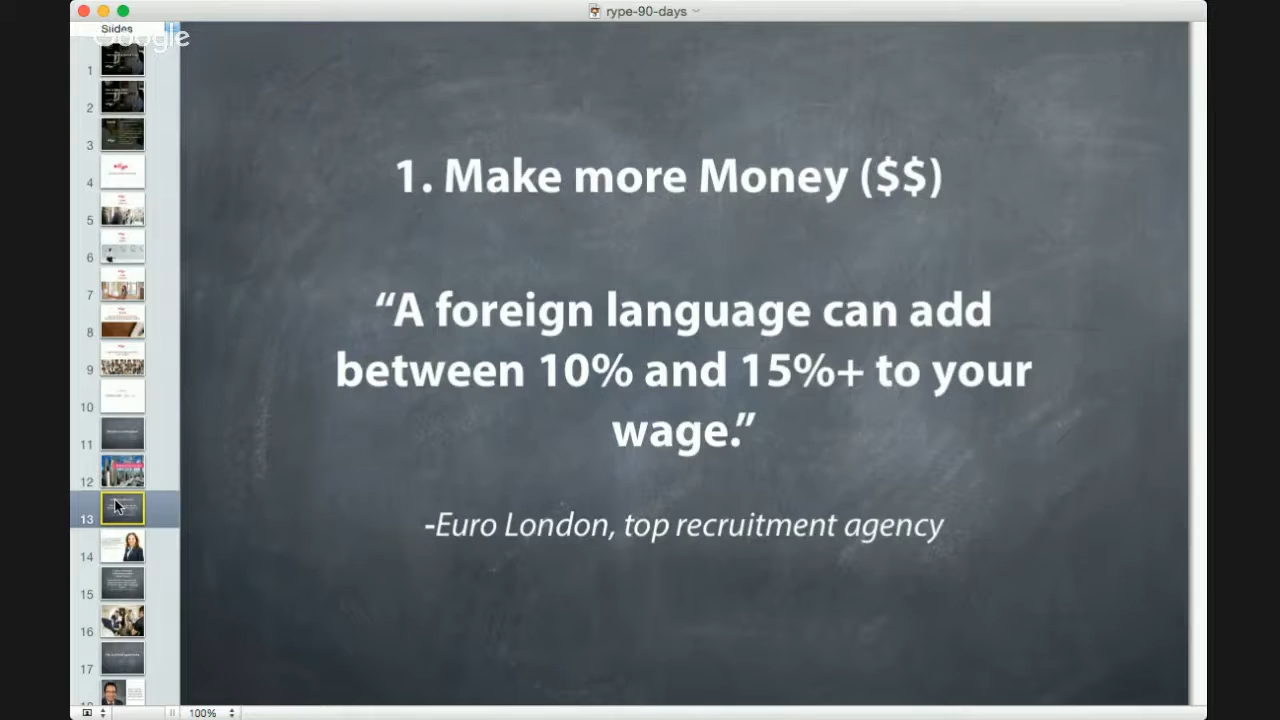 rype-90-days
Slides
Google
1. Make more Money ($$)
“A foreign language can add
between 10% and 15%+ to your
wage.”
-Euro London, top recruitment agency
1
2
3
4
5
6
7
8
9
10
11
12
13
14
15
16
17
100%